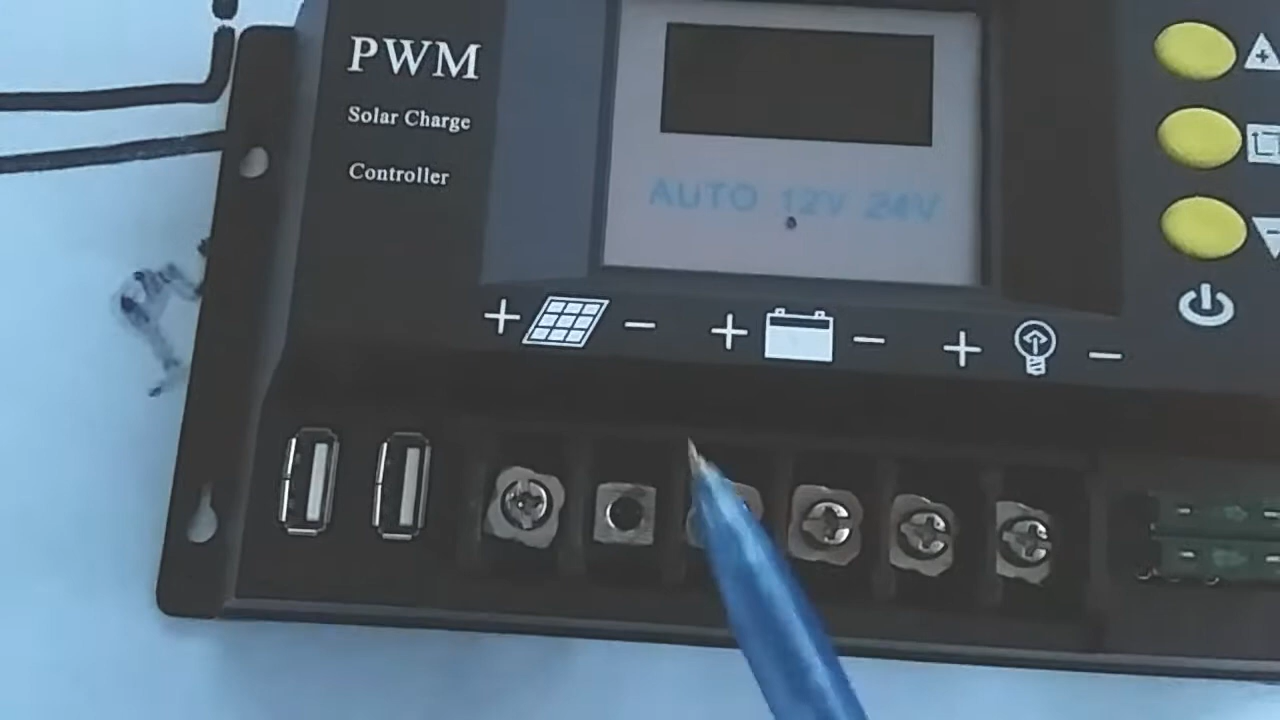 PWM
Solar Charge
Controller
AUTO 12V 24V
+ − + − + −